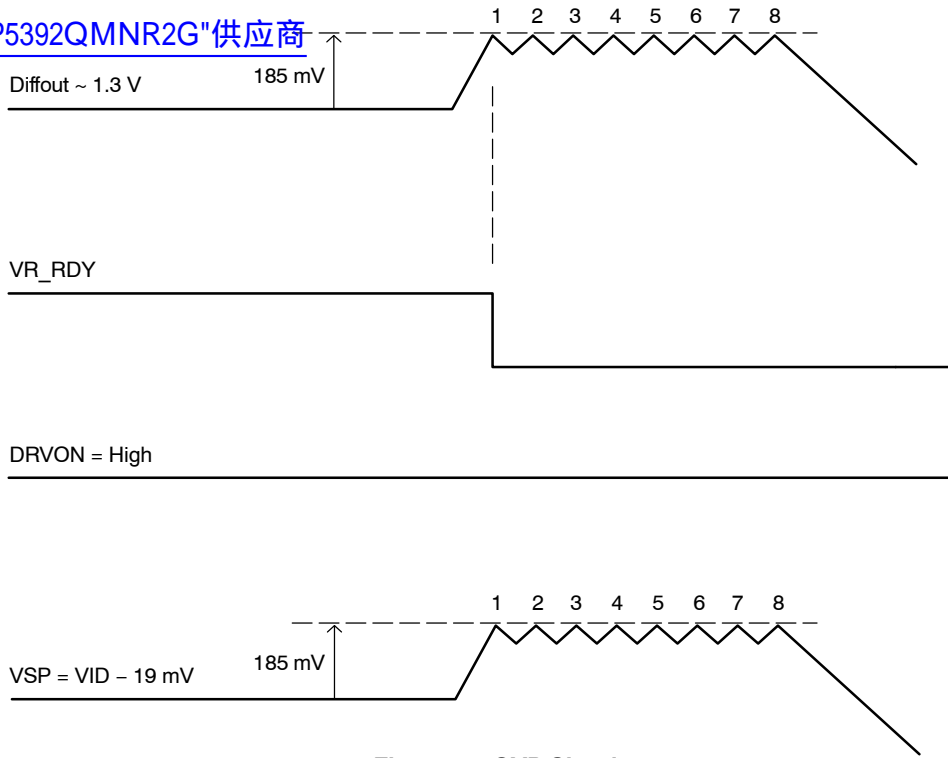 P5392QMNR2G"供应商
1 2 3 4 5 6 7 8
185 mV
Diffout ~ 1.3 V
VR_RDY
DRVON = High
1 2 3 4 5 6 7 8
185 mV
VSP = VID − 19 mV